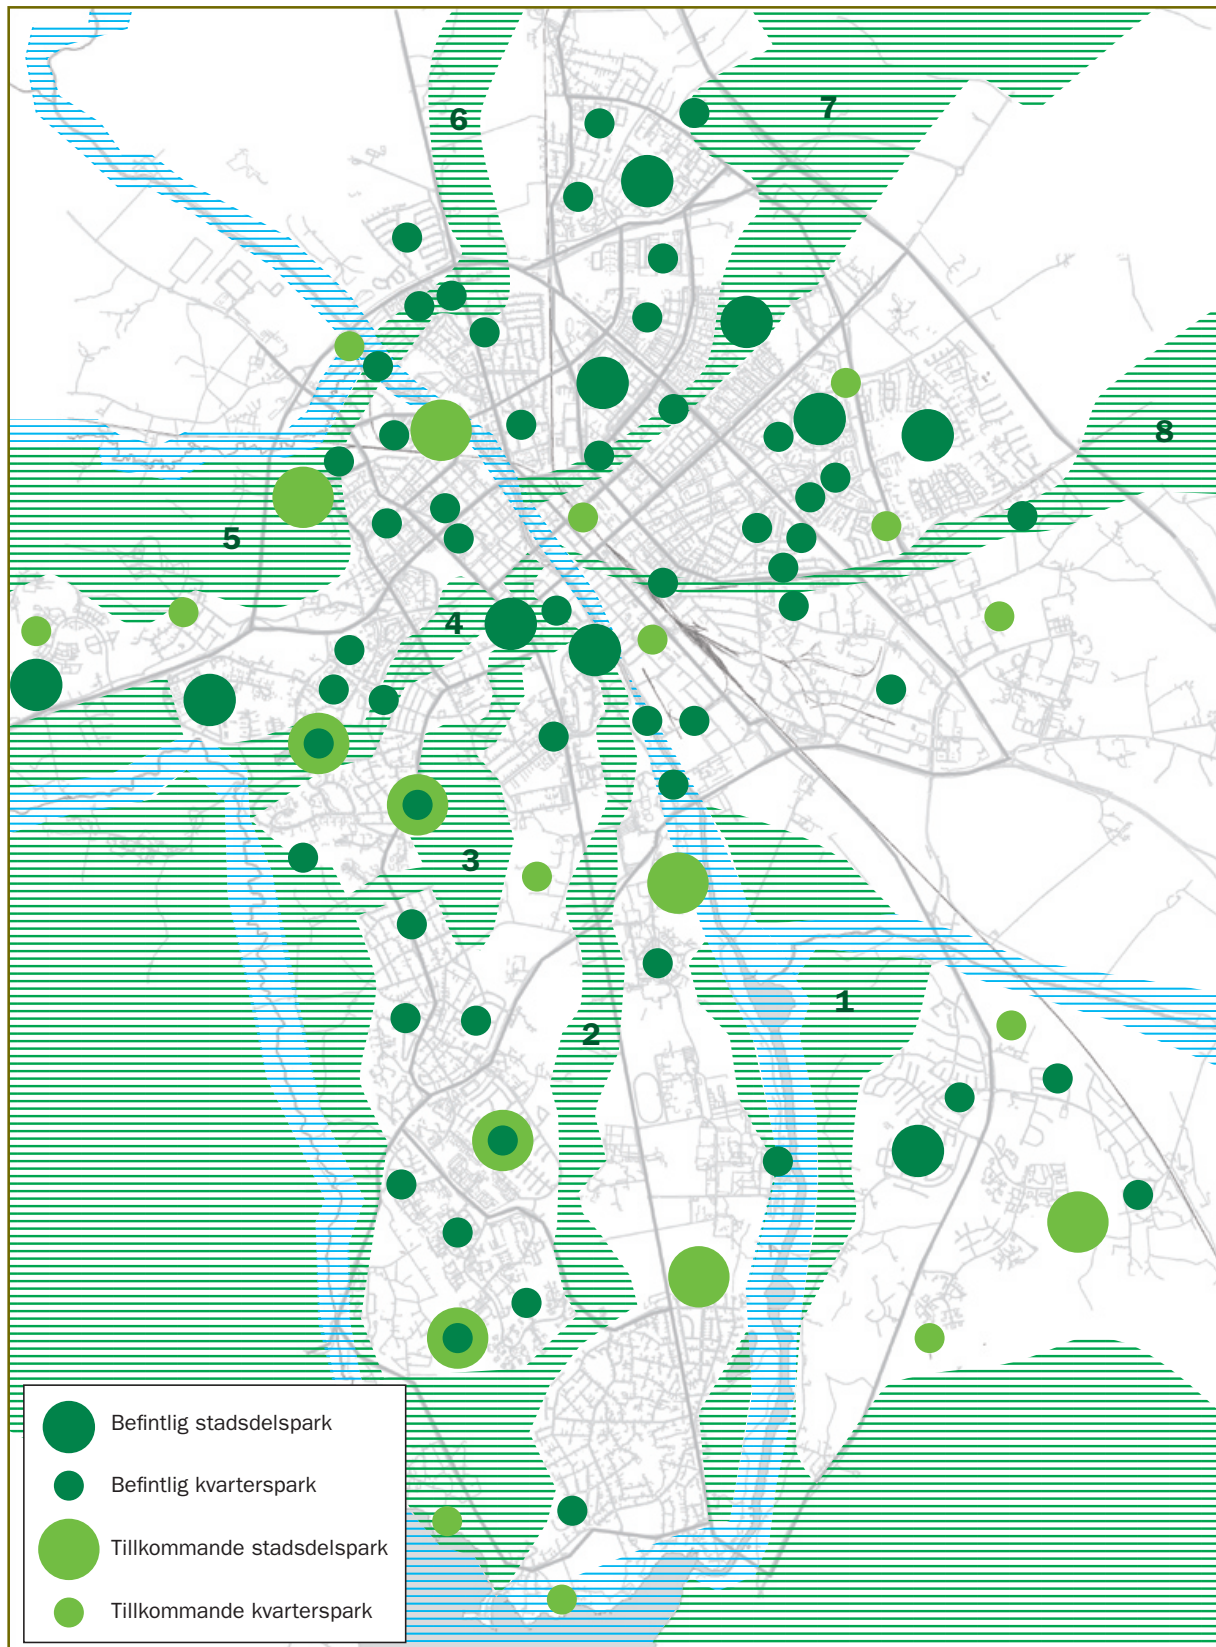 6
7
8
5
4
3
1
2
Befintlig stadsdelspark
Befintlig kvarterspark
Tillkommande stadsdelspark
Tillkommande kvarterspark